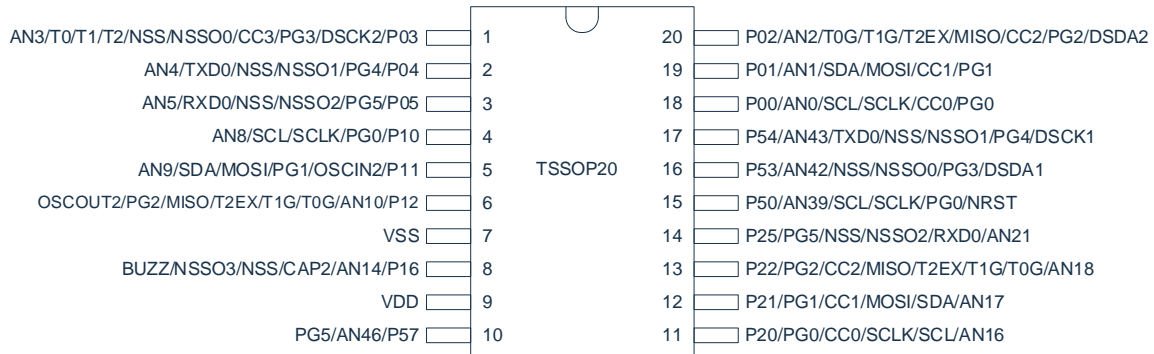 AN3/T0/T1/T2/NSS/NSSO0/CC3/PG3/DSCK2/P03 1 20 P02/AN2/T0G/T1G/T2EX/MISO/CC2/PG2/DSDA2
AN4/TXD0/NSS/NSSO1/PG4/P04 2 19 P01/AN1/SDA/MOSI/CC1/PG1
AN5/RXD0/NSS/NSSO2/PG5/P05 3 18 P00/AN0/SCL/SCLK/CC0/PG0
AN8/SCL/SCLK/PG0/P10 4 17 P54/AN43/TXD0/NSS/NSSO1/PG4/DSCK1
AN9/SDA/MOSI/PG1/OSCIN2/P11 5 TSSOP20 16 P53/AN42/NSS/NSSO0/PG3/DSDA1
OSCOUT2/PG2/MISO/T2EX/T1G/T0G/AN10/P12 6 15 P50/AN39/SCL/SCLK/PG0/NRST
VSS 7 14 P25/PG5/NSS/NSSO2/RXD0/AN21
BUZZ/NSSO3/NSS/CAP2/AN14/P16 8 13 P22/PG2/CC2/MISO/T2EX/T1G/T0G/AN18
VDD 9 12 P21/PG1/CC1/MOSI/SDA/AN17
PG5/AN46/P57 10 11 P20/PG0/CC0/SCLK/SCL/AN16